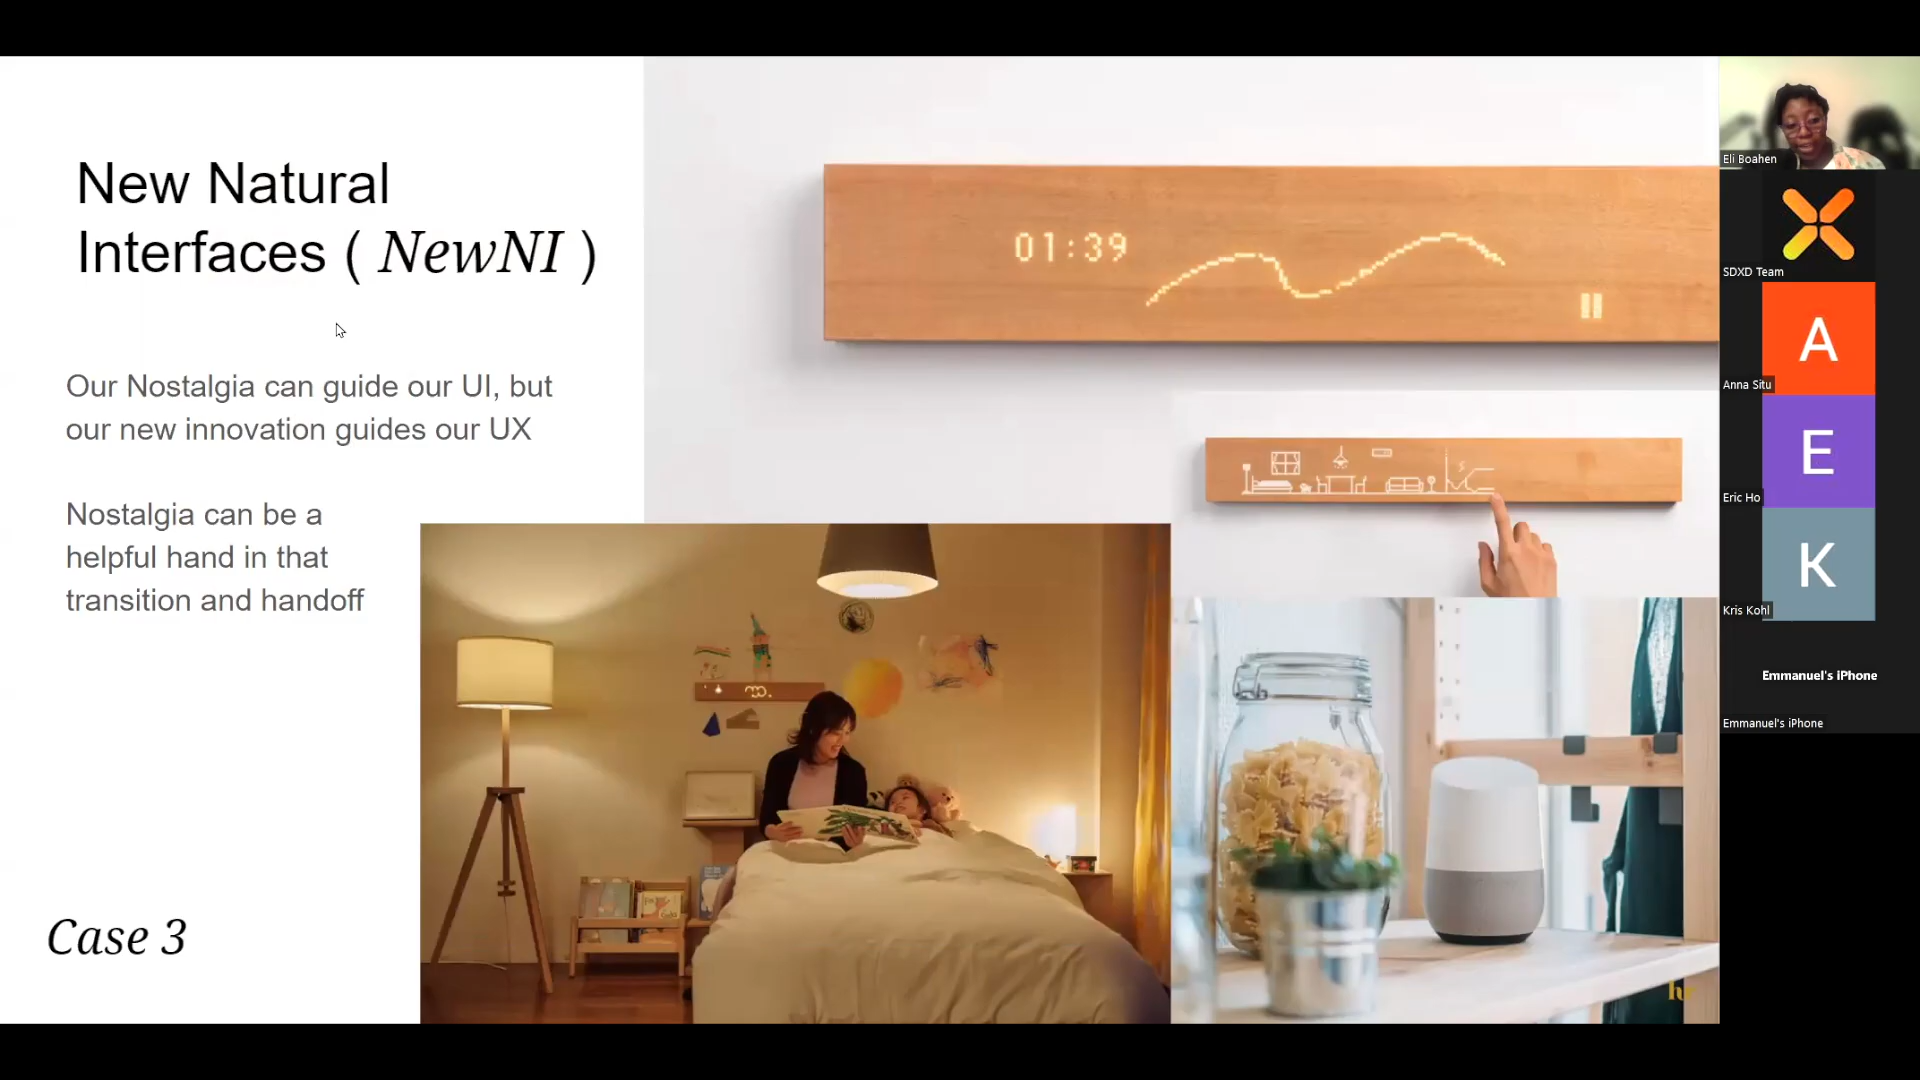 New Natural
Interfaces ( NewNI )
Our Nostalgia can guide our UI, but
our new innovation guides our UX
Nostalgia can be a
helpful hand in that
transition and handoff
Case 3
01:39
Eli Boahen
SDXD Team
A
Anna Situ
E
Eric Ho
K
Kris Kohl
Emmanuel's iPhone
Emmanuel's iPhone